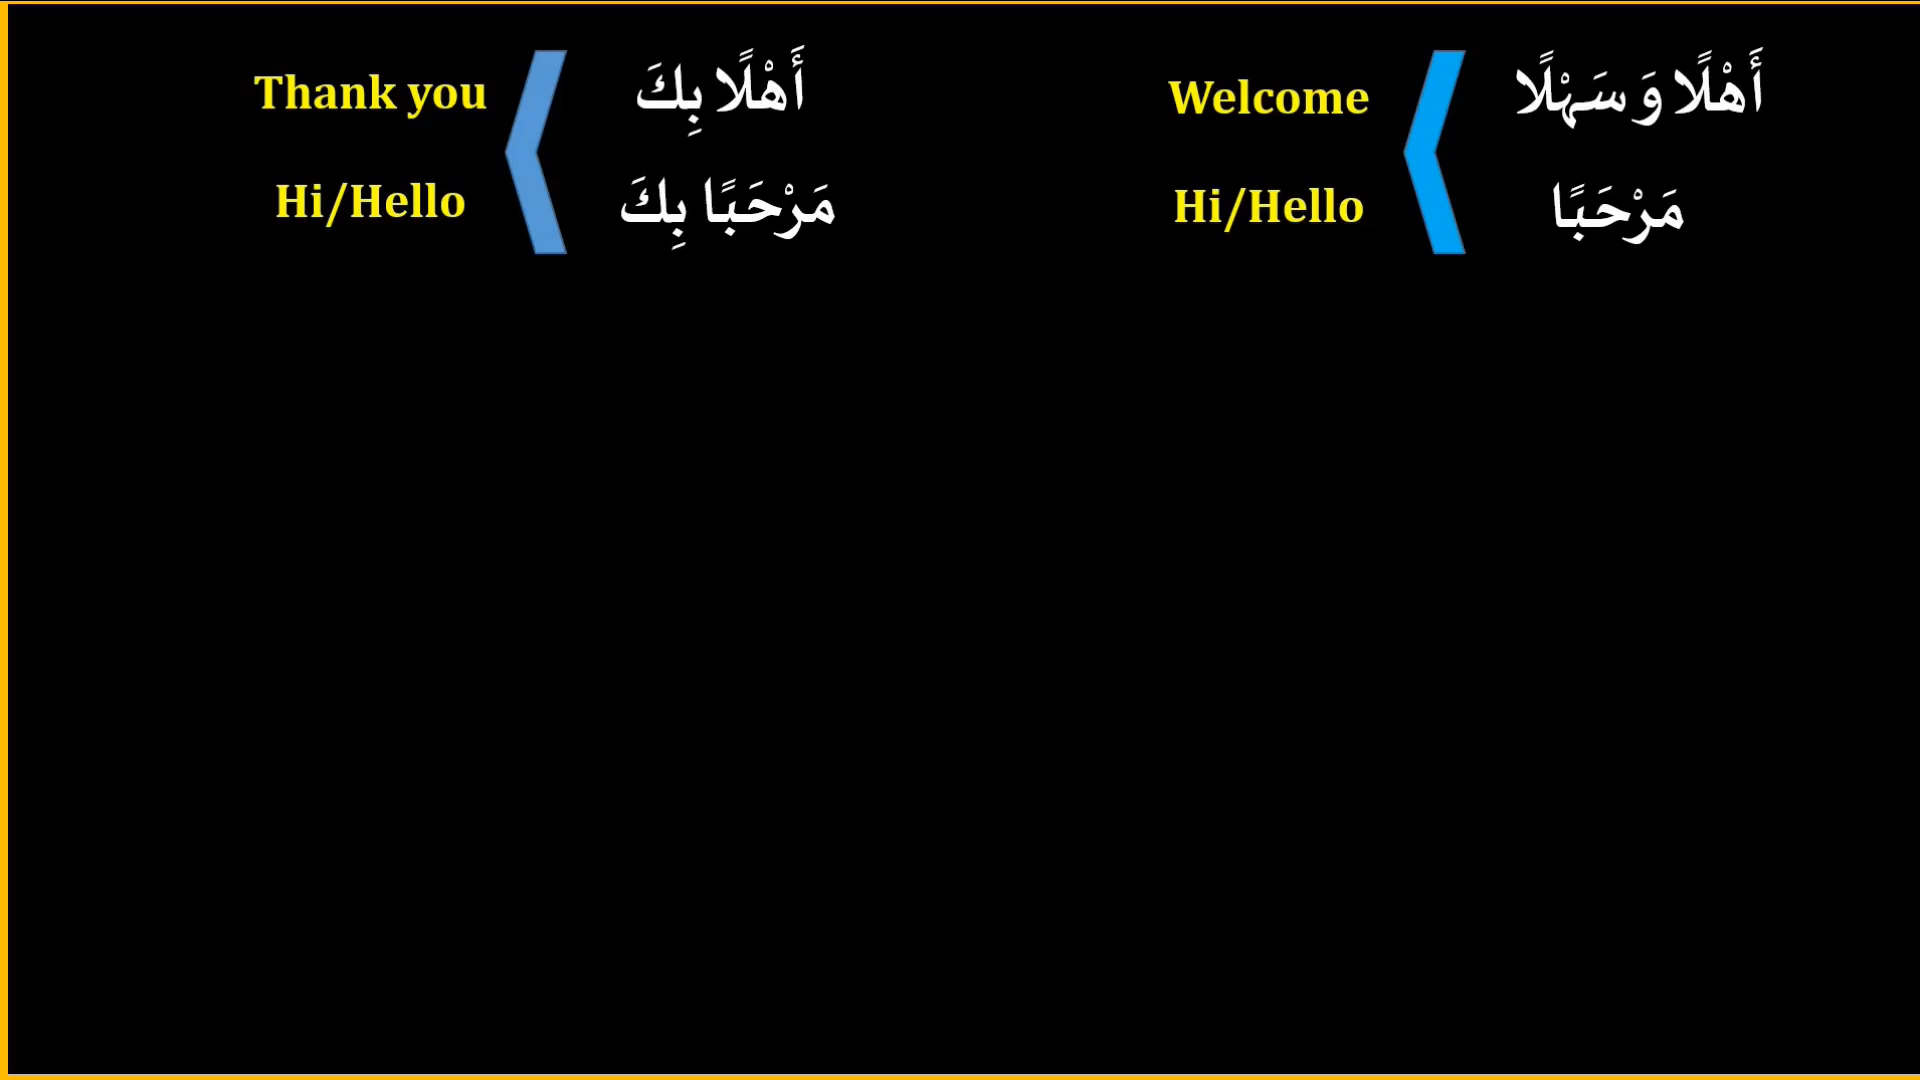 أَهْلًا وَ سَهْلًا Welcome أَهْلًا بِكَ Thank you
مَرْحَبًا Hi/Hello مَرْحَبًا بِكَ Hi/Hello